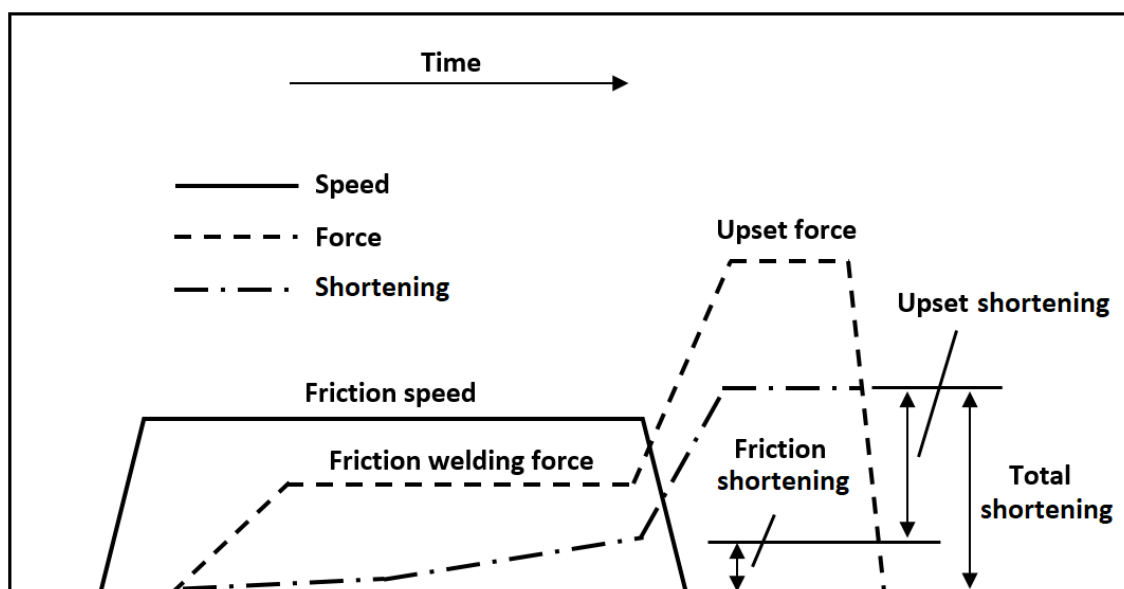 Time
Speed
Force
Shortening
Upset force
Upset shortening
Friction speed
Friction welding force
Friction
shortening
Total
shortening